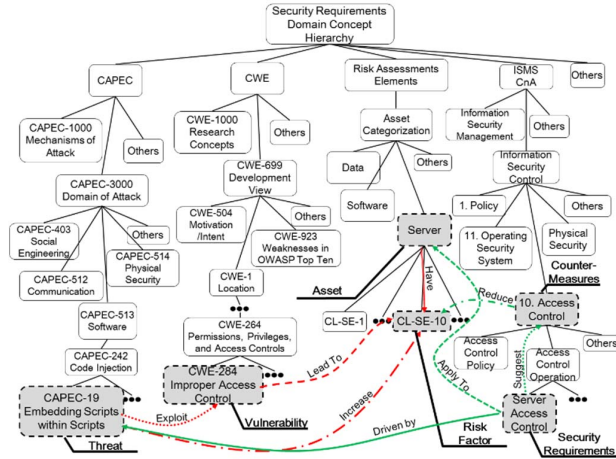 Security Requirements
Domain Concept
Hierarchy
CAPEC
CWE
Risk Assessments
Elements
ISMS
CnA
Others
CAPEC-1000
Mechanisms of
Attack
Others
CWE-1000
Research
Concepts
Others
Asset
Categorization
Information
Security
Management
Others
CAPEC-3000
Domain of Attack
CWE-699
Development
View
Data
Others
Information
Security
Control
CAPEC-403
Social
Engineering
Others
CWE-504
Motivation
/Intent
CWE-923
Weaknesses in
OWASP Top Ten
Software
1. Policy
Others
CAPEC-514
Physical
Security
Server
11. Operating
Security
System
Physical
Security
CAPEC-512
Communication
CWE-1
Location
Asset
Have
Counter-
Measures
CAPEC-513
Software
CL-SE-1
CL-SE-10
Reduce
10. Access
Control
CWE-264
Permissions, Privileges,
and Access Controls
CAPEC-242
Code Injection
Lead To
Access
Control
Policy
Others
CWE-284
Improper Access
Control
Apply To
Suggest
Access
Control
Operation
CAPEC-19
Embedding Scripts
within Scripts
Exploit
Increase
Vulnerability
Driven by
Server
Access
Control
Threat
Risk
Factor
Security
Requirements